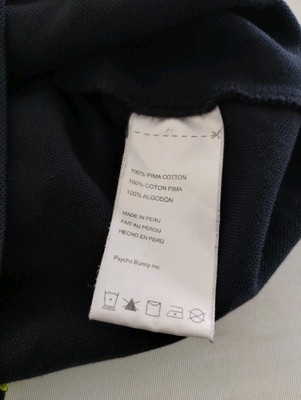 100% PIMA COTTON
100% COTON PIMA
100% ALGODÓN
MADE IN PERU
FAIT AU PÉROU
HECHO EN PERÚ
Psycho Bunny Inc.